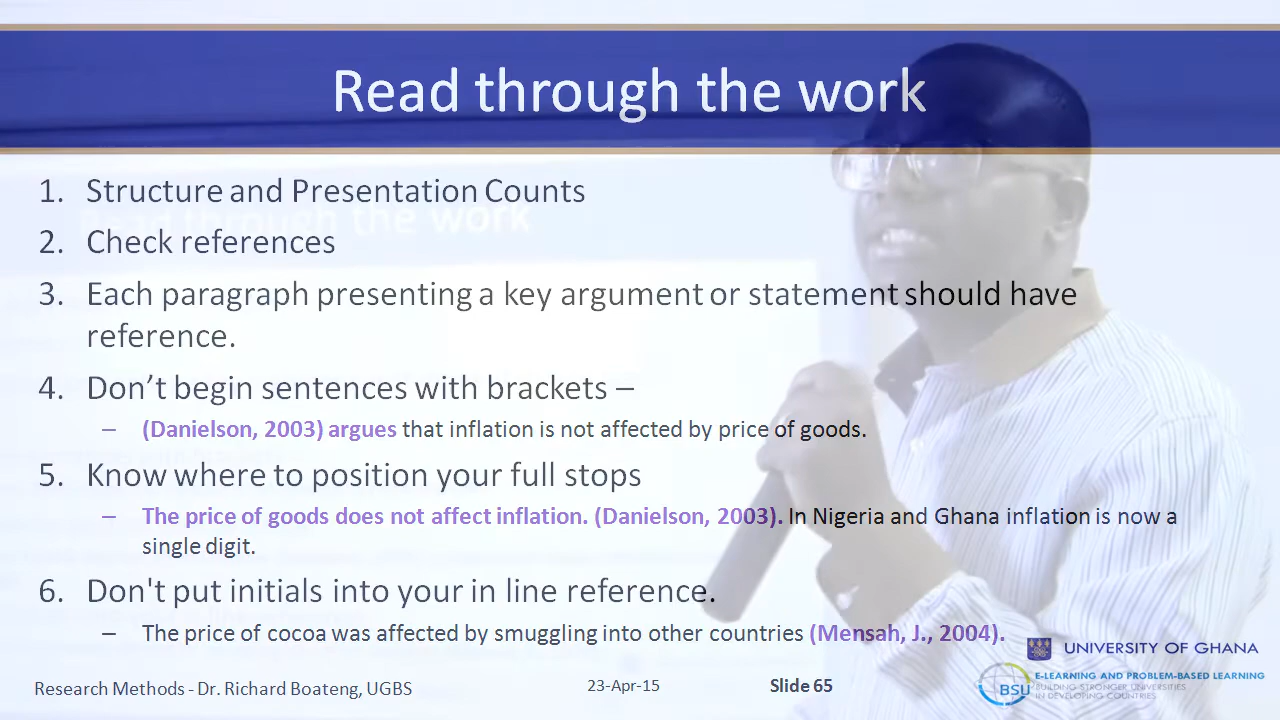 Read through the work
1. Structure and Presentation Counts
2. Check references
3. Each paragraph presenting a key argument or statement should have
reference.
4. Don’t begin sentences with brackets –
– (Danielson, 2003) argues that inflation is not affected by price of goods.
5. Know where to position your full stops
– The price of goods does not affect inflation. (Danielson, 2003). In Nigeria and Ghana inflation is now a
single digit.
6. Don't put initials into your in line reference.
– The price of cocoa was affected by smuggling into other countries (Mensah, J., 2004).
UNIVERSITY OF GHANA
BSU E-LEARNING AND PROBLEM-BASED LEARNING
BUILDING STRONGER UNIVERSITIES
IN DEVELOPING COUNTRIES
Research Methods - Dr. Richard Boateng, UGBS
23-Apr-15
Slide 65
Read through the work